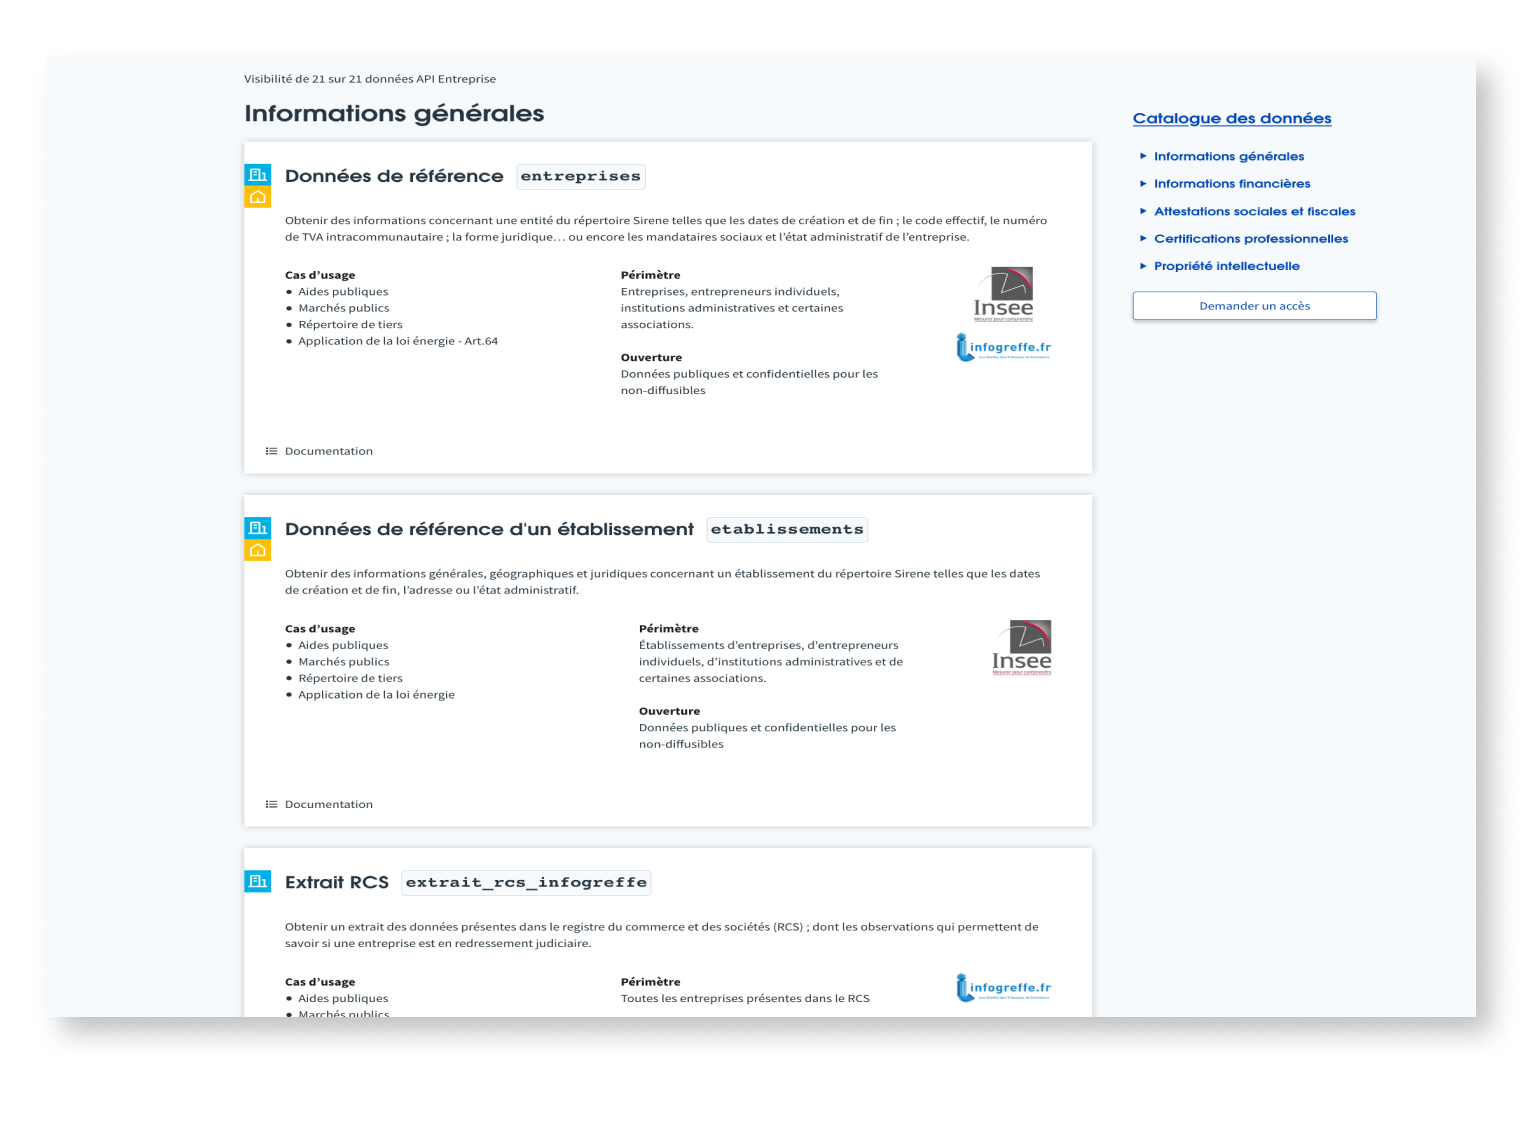 Visibilité de 21 sur 21 données API Entreprise
Informations générales
Données de référence entreprises
Obtenir des informations concernant une entité du répertoire Sirene telles que les dates de création et de fin ; le code effectif, le numéro
de TVA intracommunautaire ; la forme juridique… ou encore les mandataires sociaux et l'état administratif de l'entreprise.
Cas d'usage
Aides publiques
Marchés publics
Répertoire de tiers
Application de la loi énergie - Art.64
Périmètre
Entreprises, entrepreneurs individuels,
institutions administratives et certaines
associations.
Ouverture
Données publiques et confidentielles pour les
non-diffusibles
Insee
Mesurer pour comprendre
infogreffe.fr
Les Greffes des Tribunaux de Commerce
Documentation
Données de référence d'un établissement etablissements
Obtenir des informations générales, géographiques et juridiques concernant un établissement du répertoire Sirene telles que les dates
de création et de fin, l'adresse ou l'état administratif.
Cas d'usage
Aides publiques
Marchés publics
Répertoire de tiers
Application de la loi énergie
Périmètre
Établissements d'entreprises, d'entrepreneurs
individuels, d'institutions administratives et de
certaines associations.
Ouverture
Données publiques et confidentielles pour les
non-diffusibles
Insee
Mesurer pour comprendre
Documentation
Extrait RCS extrait_rcs_infogreffe
Obtenir un extrait des données présentes dans le registre du commerce et des sociétés (RCS) ; dont les observations qui permettent de
savoir si une entreprise est en redressement judiciaire.
Cas d'usage
Aides publiques
Marchés publics
Périmètre
Toutes les entreprises présentes dans le RCS
infogreffe.fr
Les Greffes des Tribunaux de Commerce
Catalogue des données
Informations générales
Informations financières
Attestations sociales et fiscales
Certifications professionnelles
Propriété intellectuelle
Demander un accès